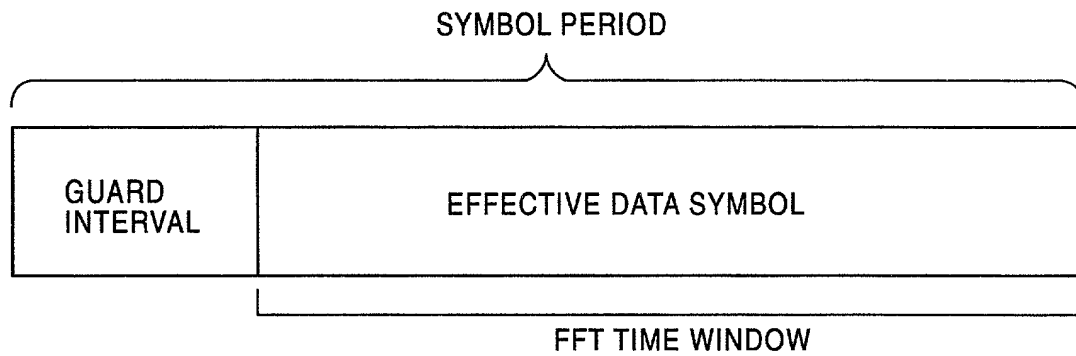 SYMBOL PERIOD
GUARD
INTERVAL
EFFECTIVE DATA SYMBOL
FFT TIME WINDOW